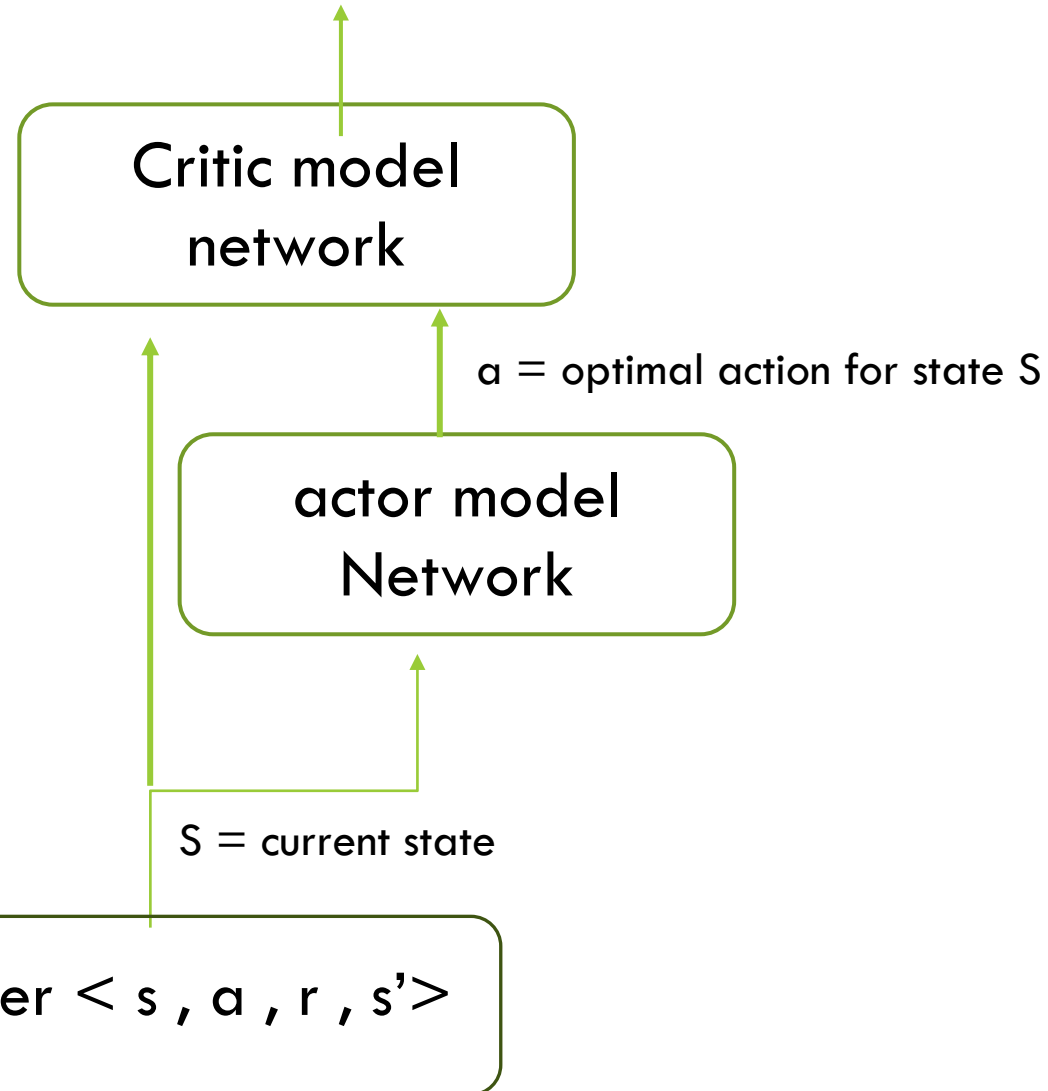 Critic model
network
a = optimal action for state S
actor model
Network
S = current state
er < s , a , r , s’>